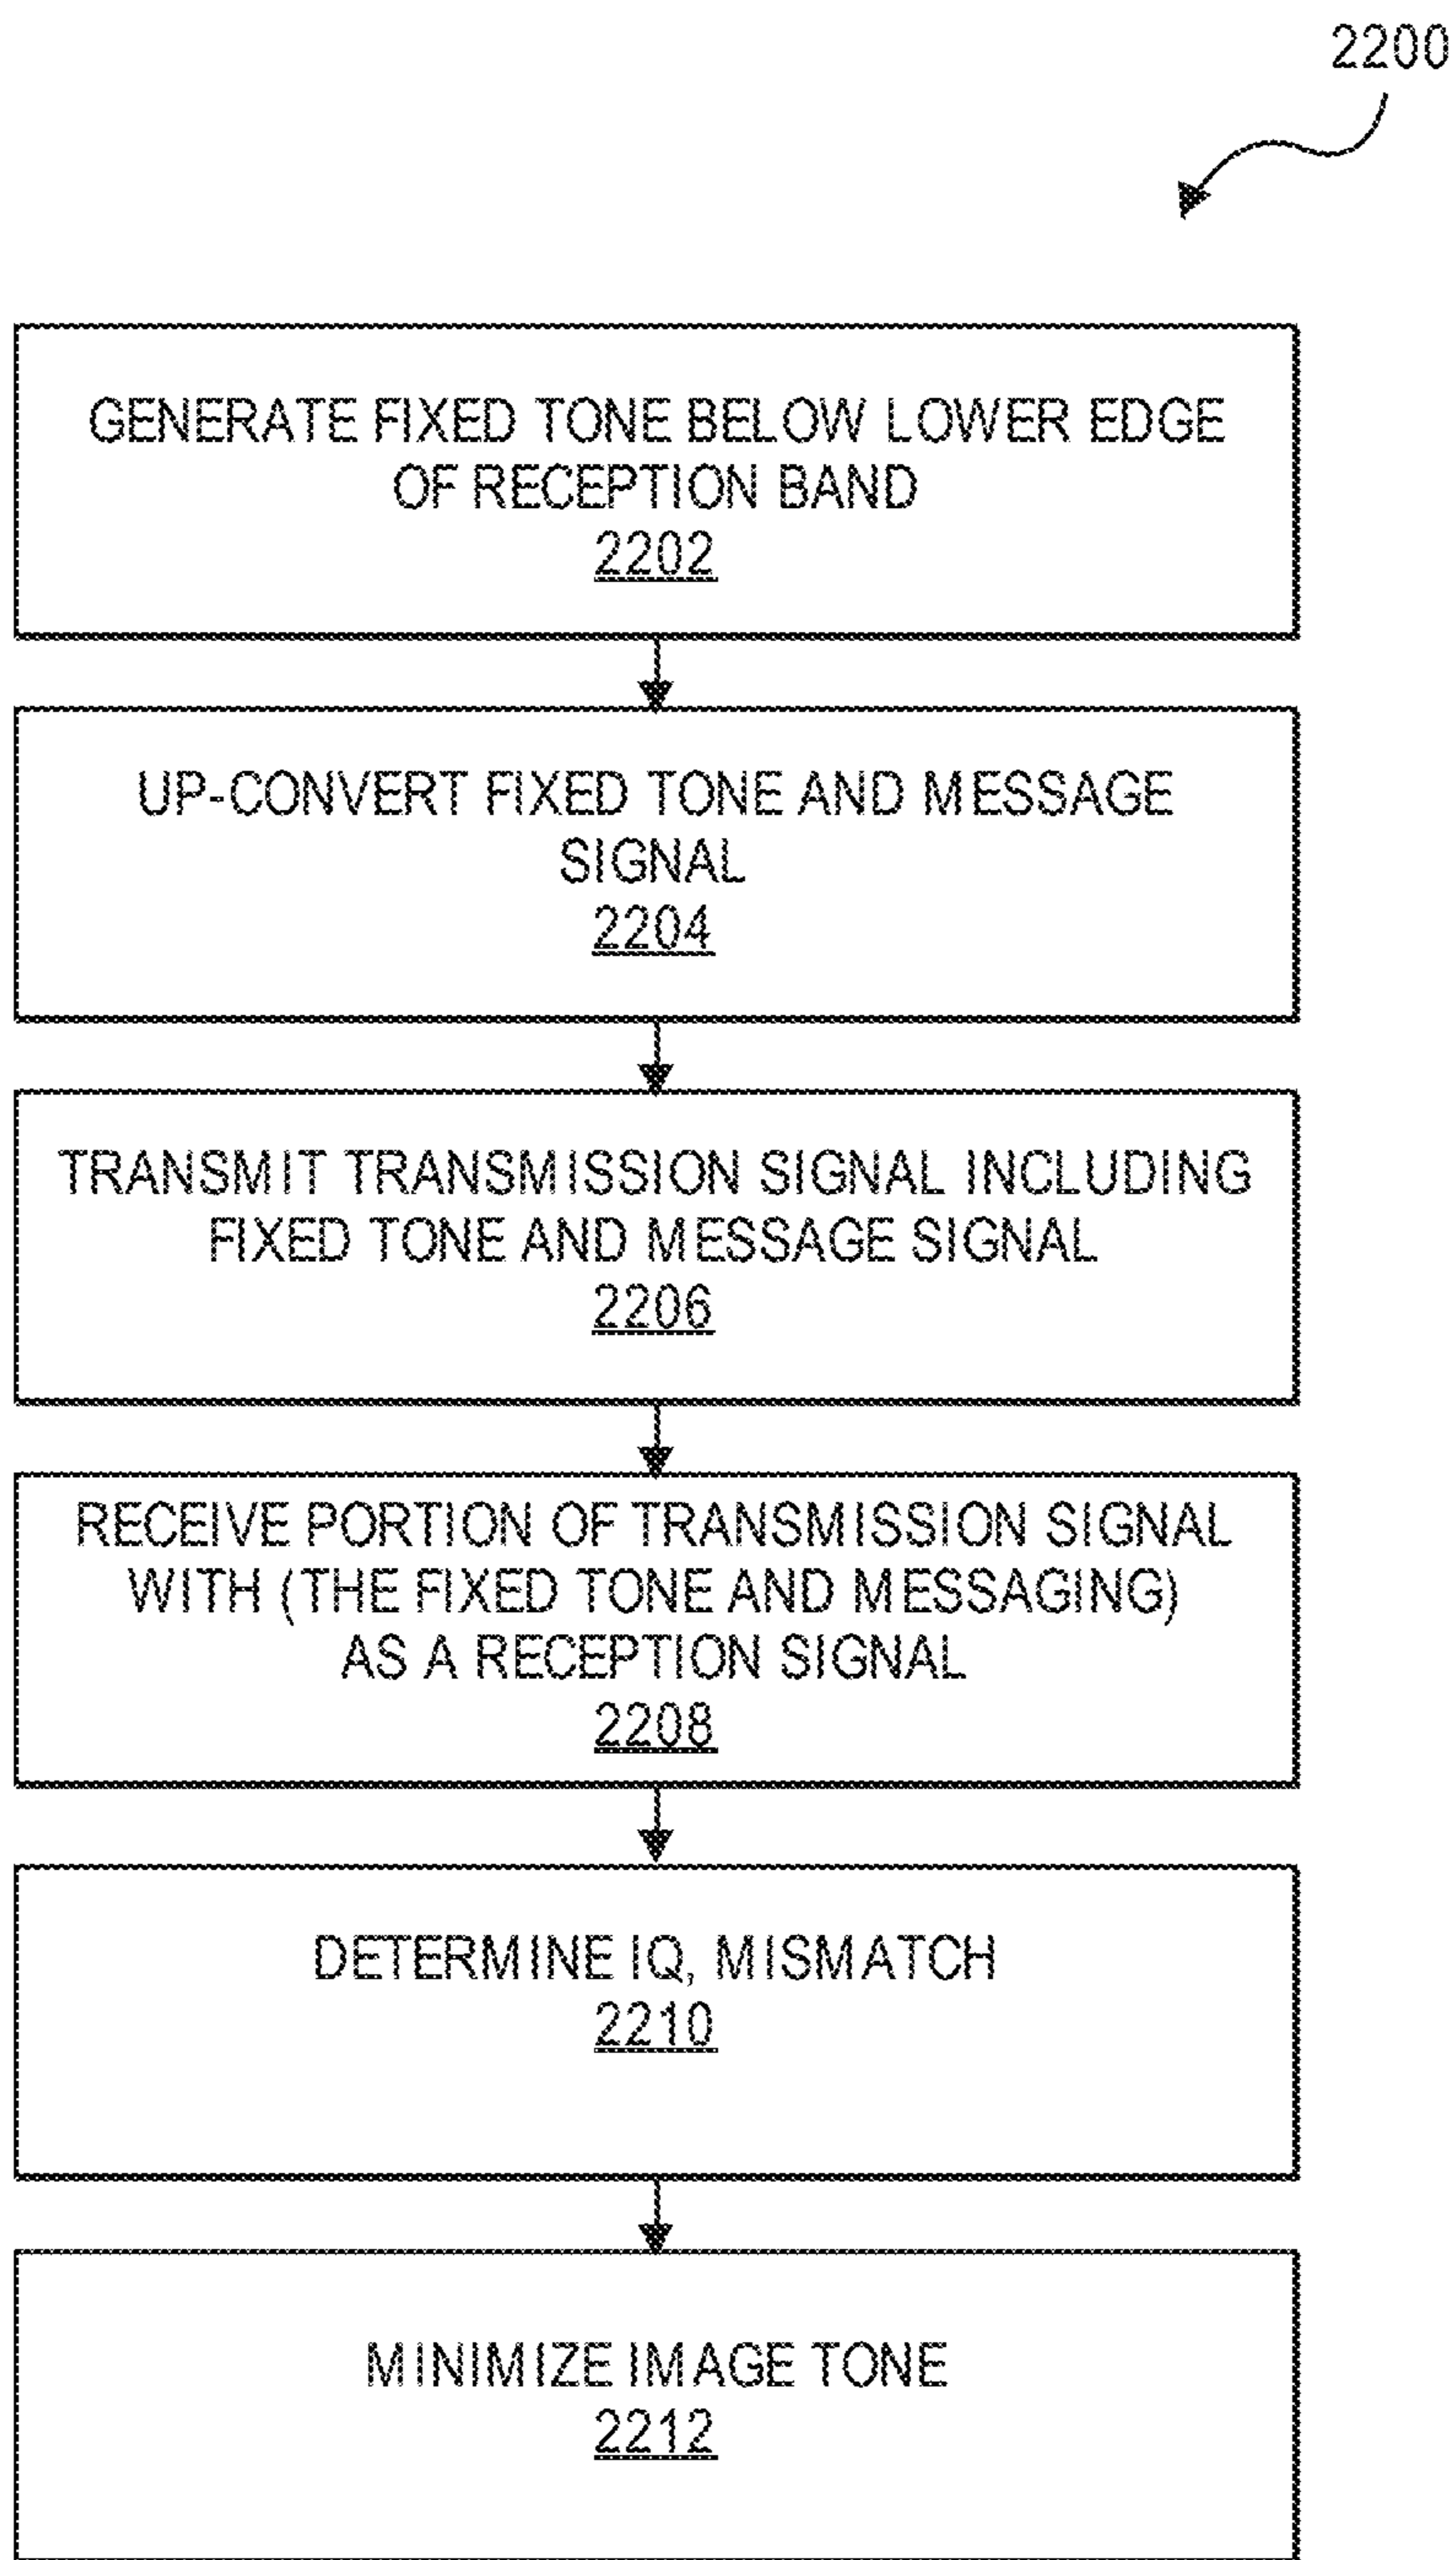 2200
GENERATE FIXED TONE BELOW LOWER EDGE
OF RECEPTION BAND
2202
UP-CONVERT FIXED TONE AND MESSAGE
SIGNAL
2204
TRANSMIT TRANSMISSION SIGNAL INCLUDING
FIXED TONE AND MESSAGE SIGNAL
2206
RECEIVE PORTION OF TRANSMISSION SIGNAL
WITH (THE FIXED TONE AND MESSAGING)
AS A RECEPTION SIGNAL
2208
DETERMINE IQ, MISMATCH
2210
MINIMIZE IMAGE TONE
2212